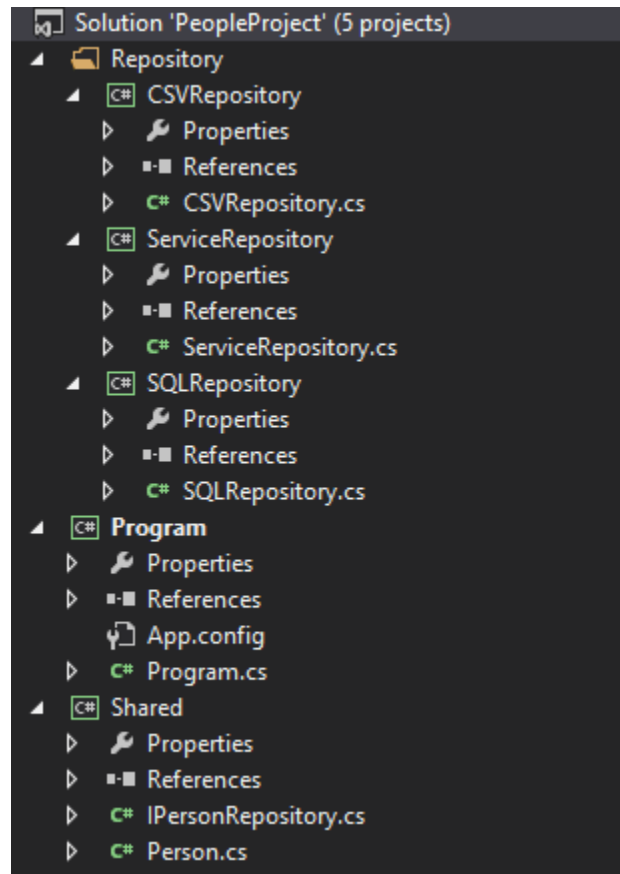 Solution 'PeopleProject' (5 projects)
Repository
C# CSVRepository
Properties
References
C# CSVRepository.cs
C# ServiceRepository
Properties
References
C# ServiceRepository.cs
C# SQLRepository
Properties
References
C# SQLRepository.cs
C# Program
Properties
References
App.config
C# Program.cs
C# Shared
Properties
References
C# IPersonRepository.cs
C# Person.cs